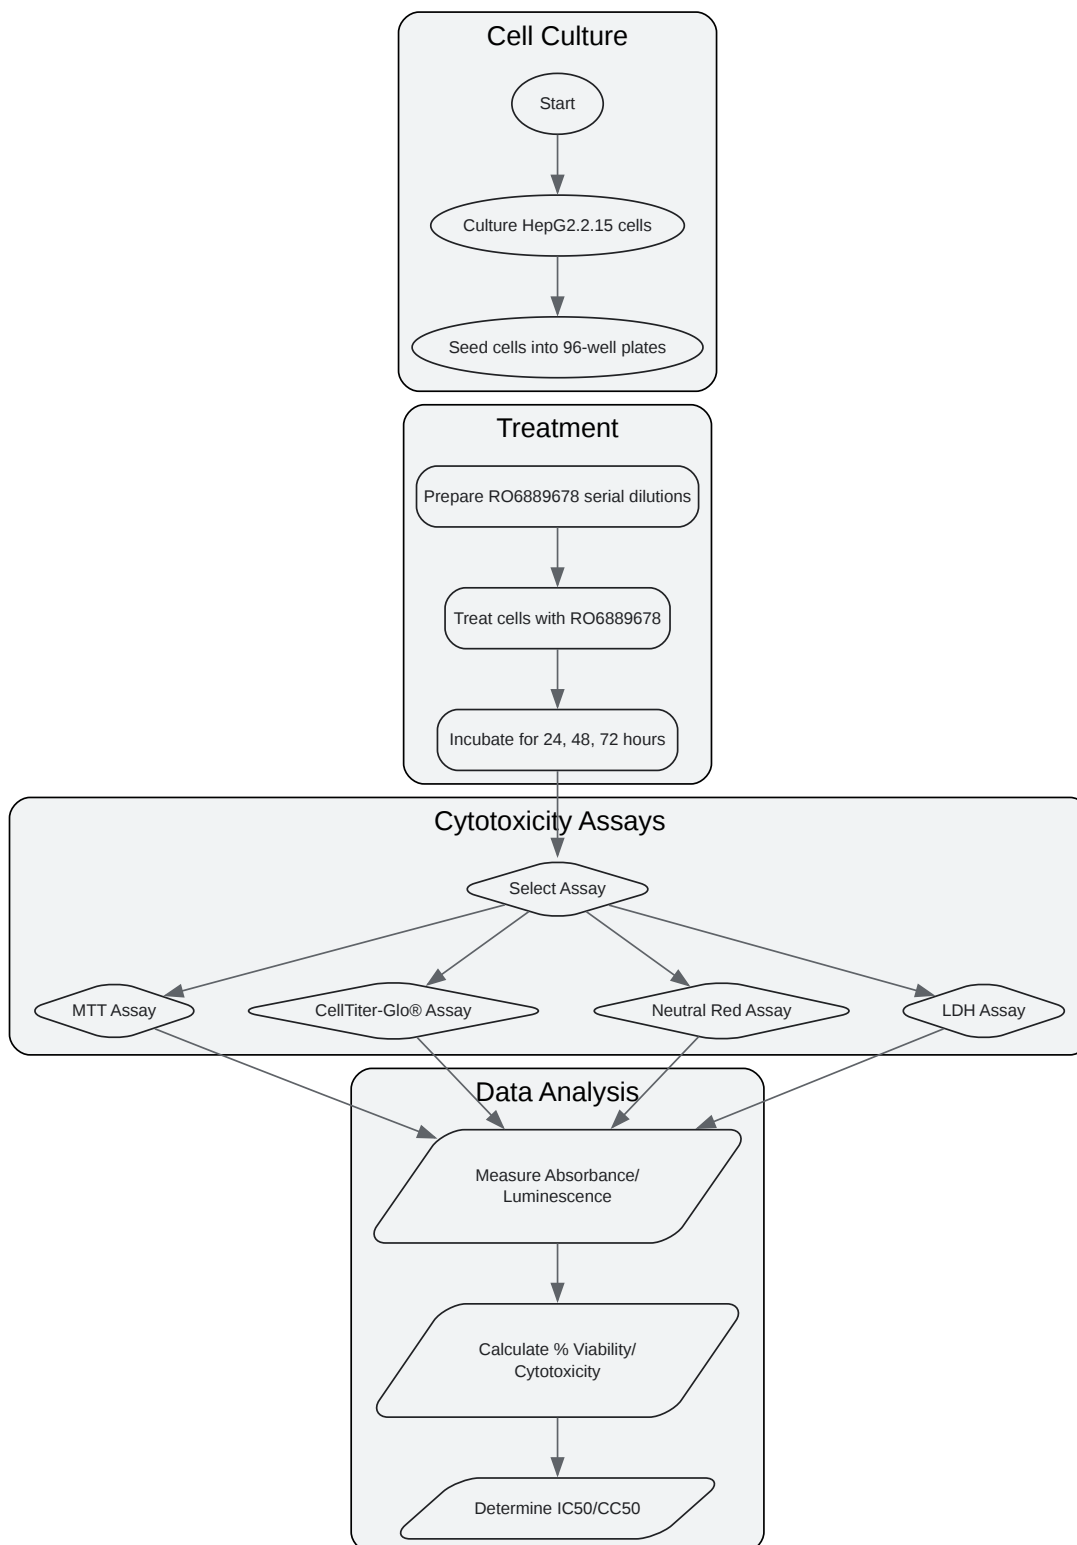 Cell Culture
Start
Culture HepG2.2.15 cells
Seed cells into 96-well plates
Treatment
Prepare RO6889678 serial dilutions
Treat cells with RO6889678
Incubate for 24, 48, 72 hours
Cytotoxicity Assays
Select Assay
MTT Assay
CellTiter-Glo® Assay
Neutral Red Assay
LDH Assay
Data Analysis
Measure Absorbance/
Luminescence
Calculate % Viability/
Cytotoxicity
Determine IC50/CC50